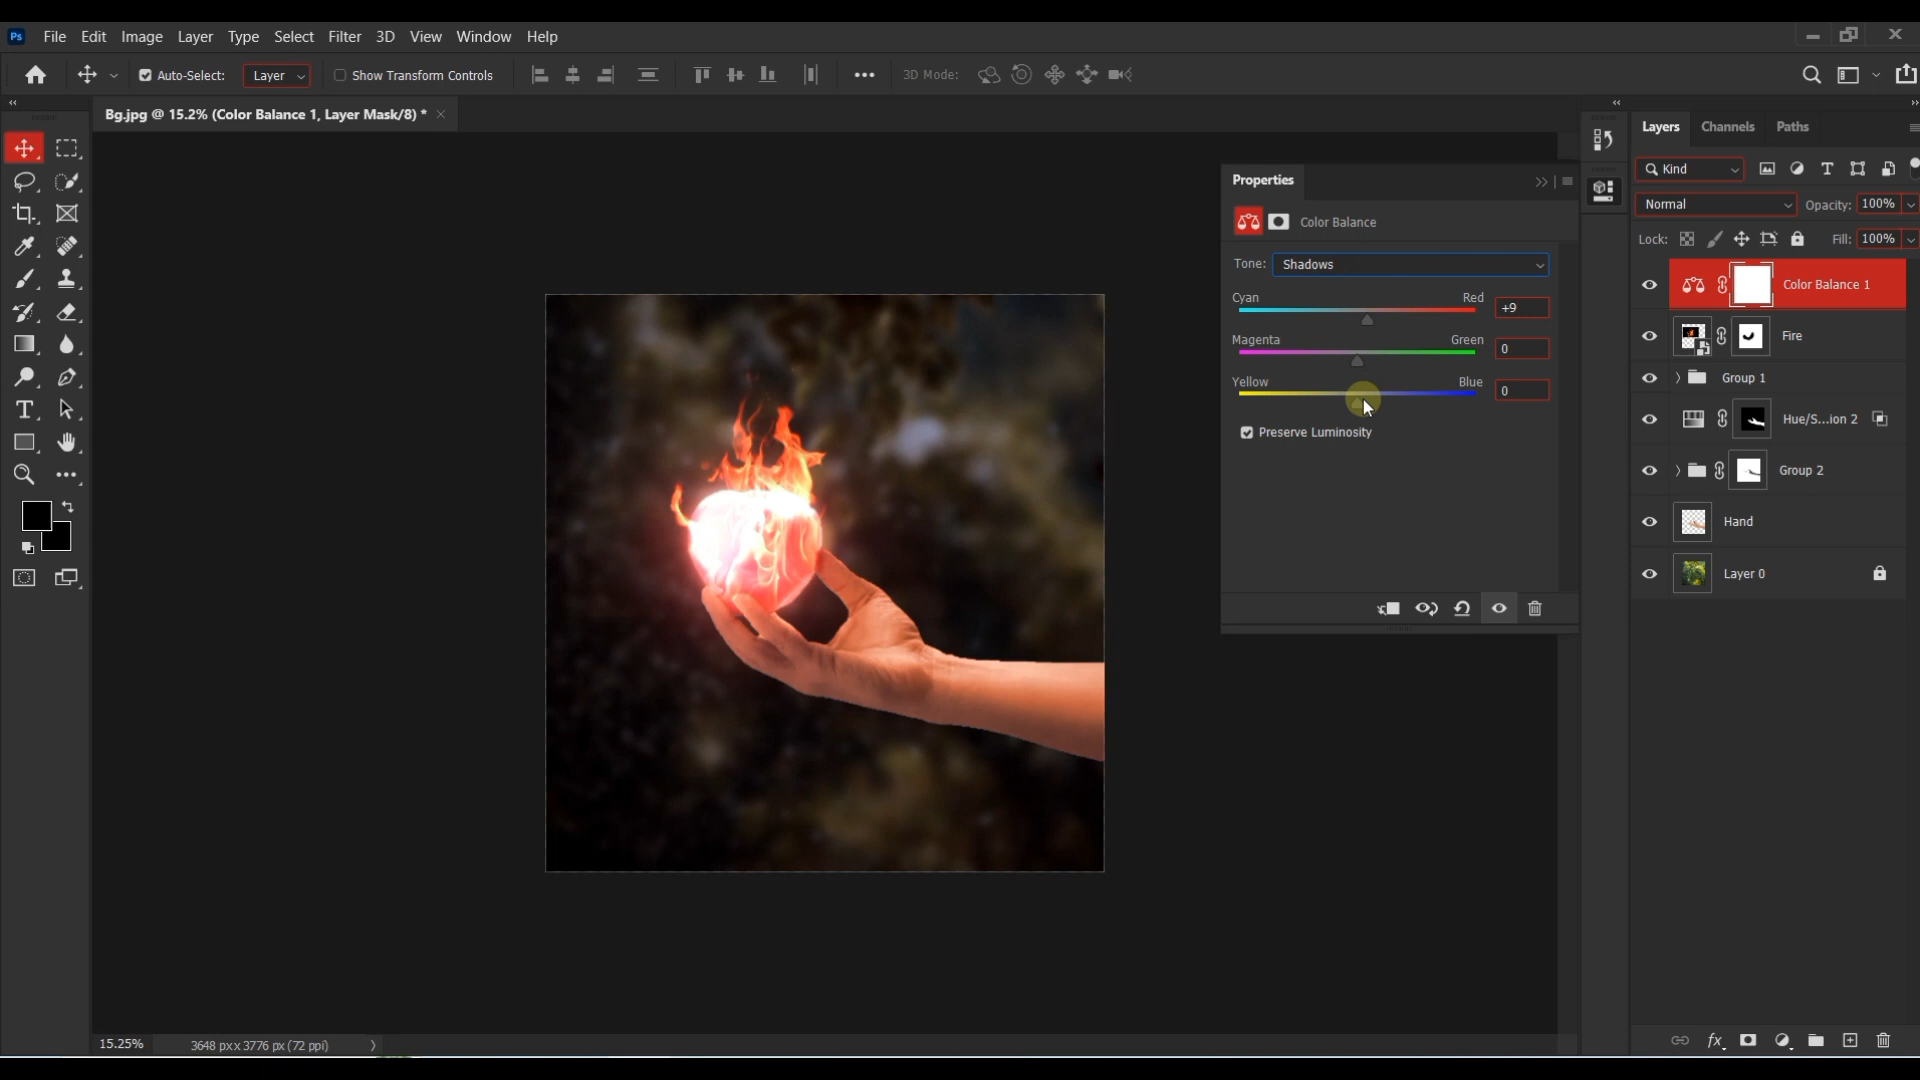 Ps File Edit Image Layer Type Select Filter 3D View Window Help
Auto-Select: Layer Show Transform Controls 3D Mode:
Bg.jpg @ 15.2% (Color Balance 1, Layer Mask/8) *
Layers Channels Paths
Kind
Normal Opacity: 100%
Lock: Fill: 100%
Color Balance 1
Fire
Group 1
Hue/S...ion 2
Group 2
Hand
Layer 0
fx
Properties
Color Balance
Tone: Shadows
Cyan Red +9
Magenta Green 0
Yellow Blue 0
Preserve Luminosity
15.25% 3648 px x 3776 px (72 ppi)